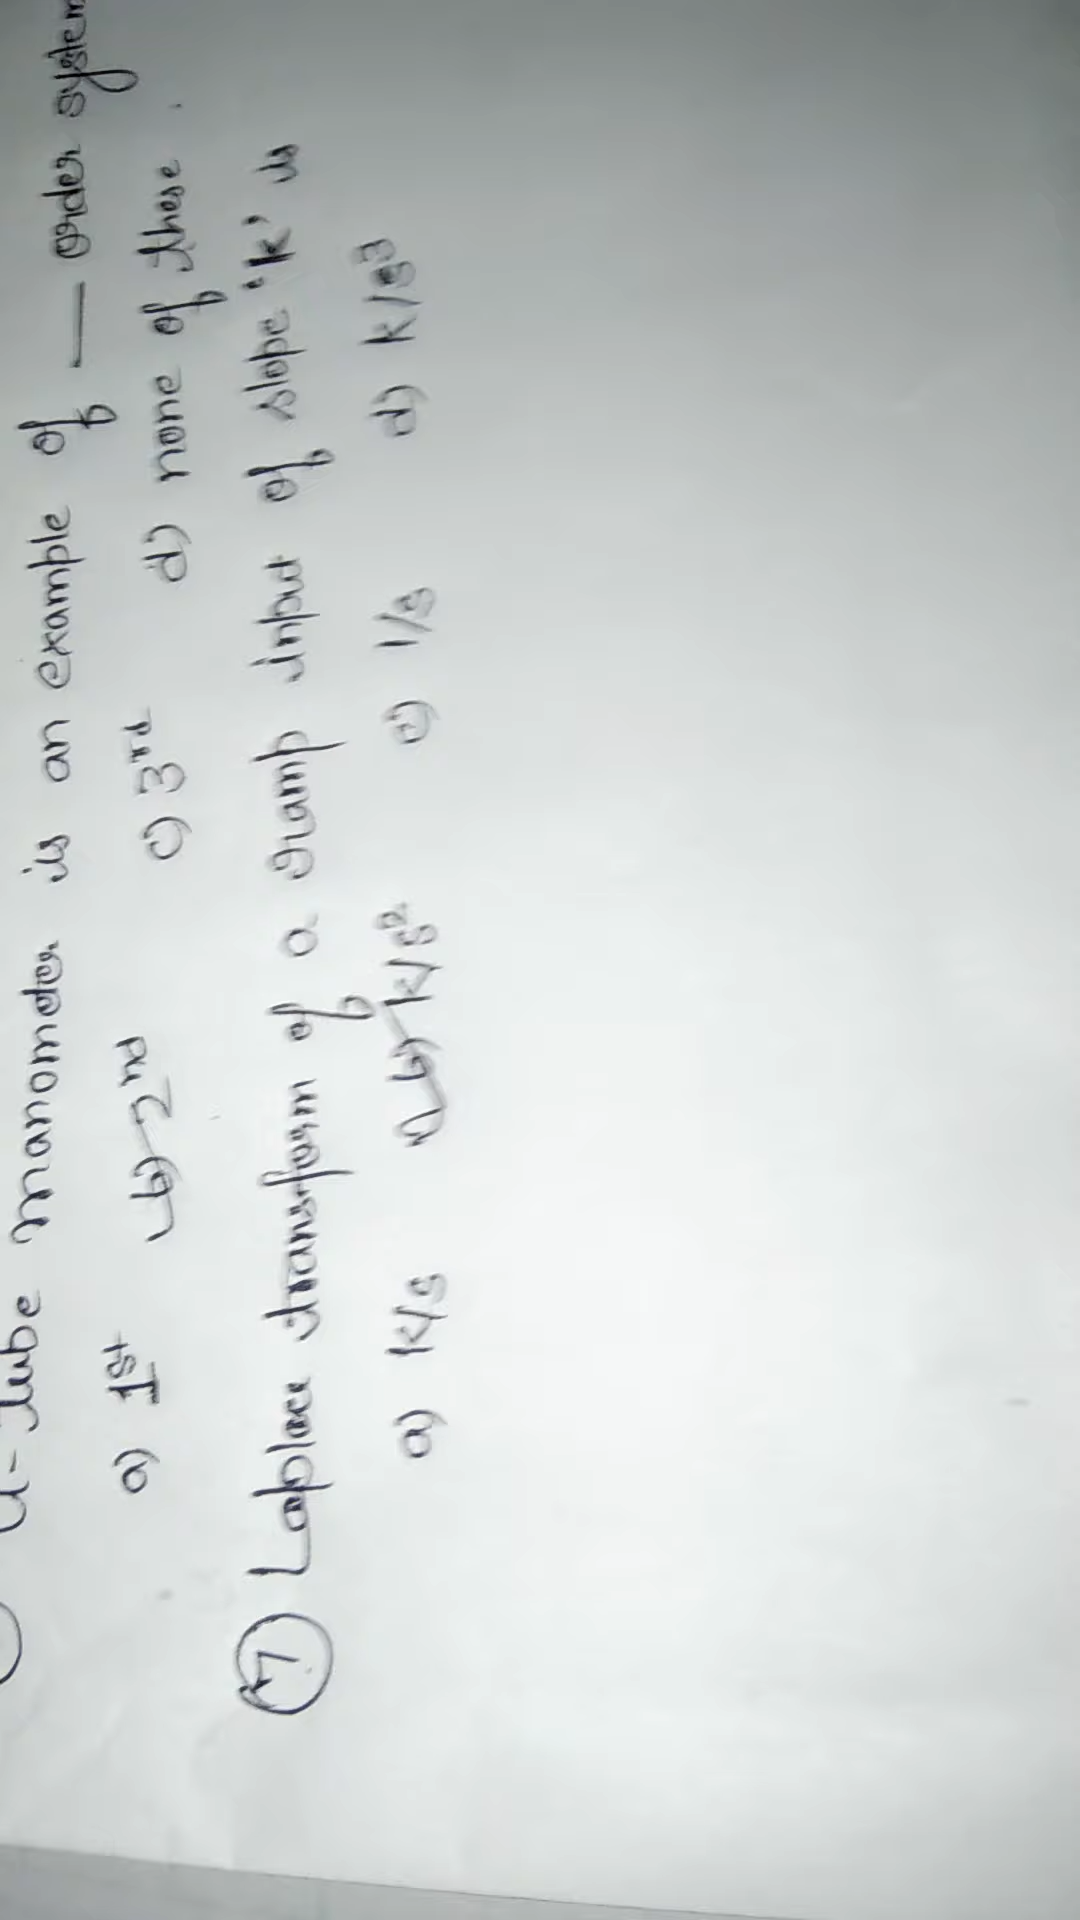 U-Tube manometer is an example of — order system
a) 1st b) 2nd c) 3rd d) none of these.
7) Laplace transform of a ramp input of slope 'k' is
a) k/s b) k/s² c) 1/s d) k/s³